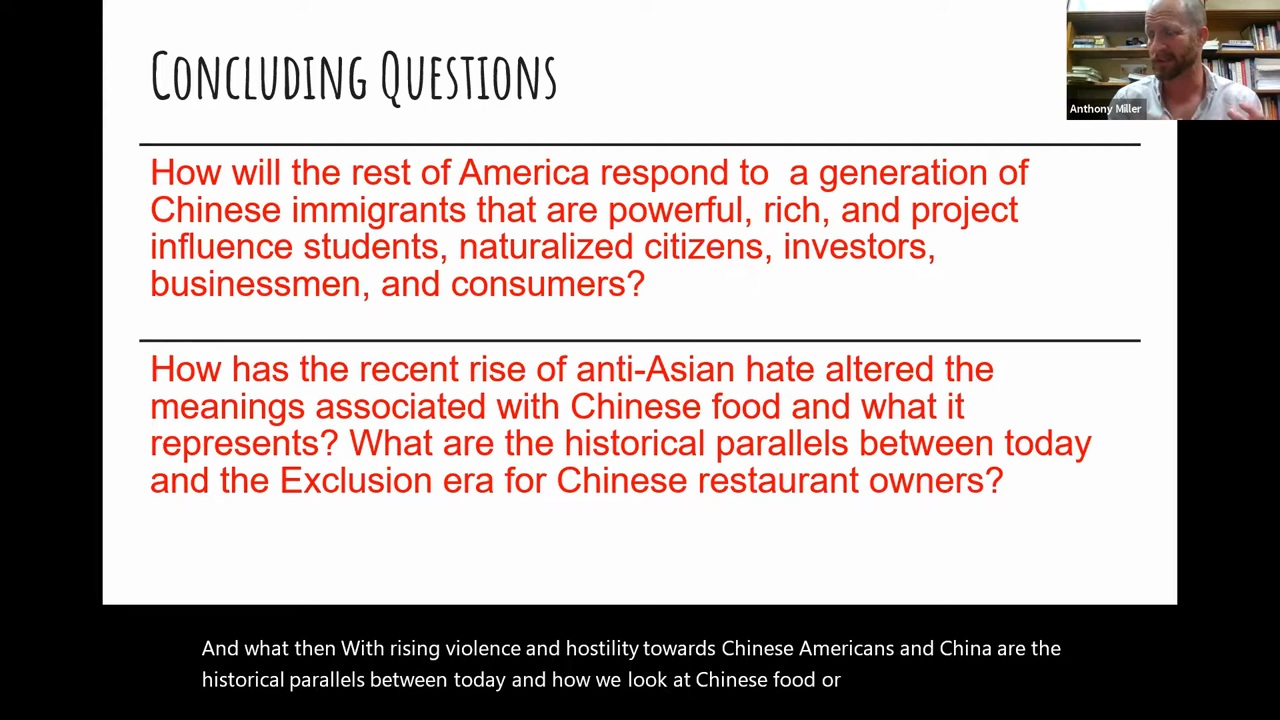 Concluding Questions
Anthony Miller
How will the rest of America respond to  a generation of
Chinese immigrants that are powerful, rich, and project
influence students, naturalized citizens, investors,
businessmen, and consumers?
How has the recent rise of anti-Asian hate altered the
meanings associated with Chinese food and what it
represents? What are the historical parallels between today
and the Exclusion era for Chinese restaurant owners?
And what then With rising violence and hostility towards Chinese Americans and China are the
historical parallels between today and how we look at Chinese food or